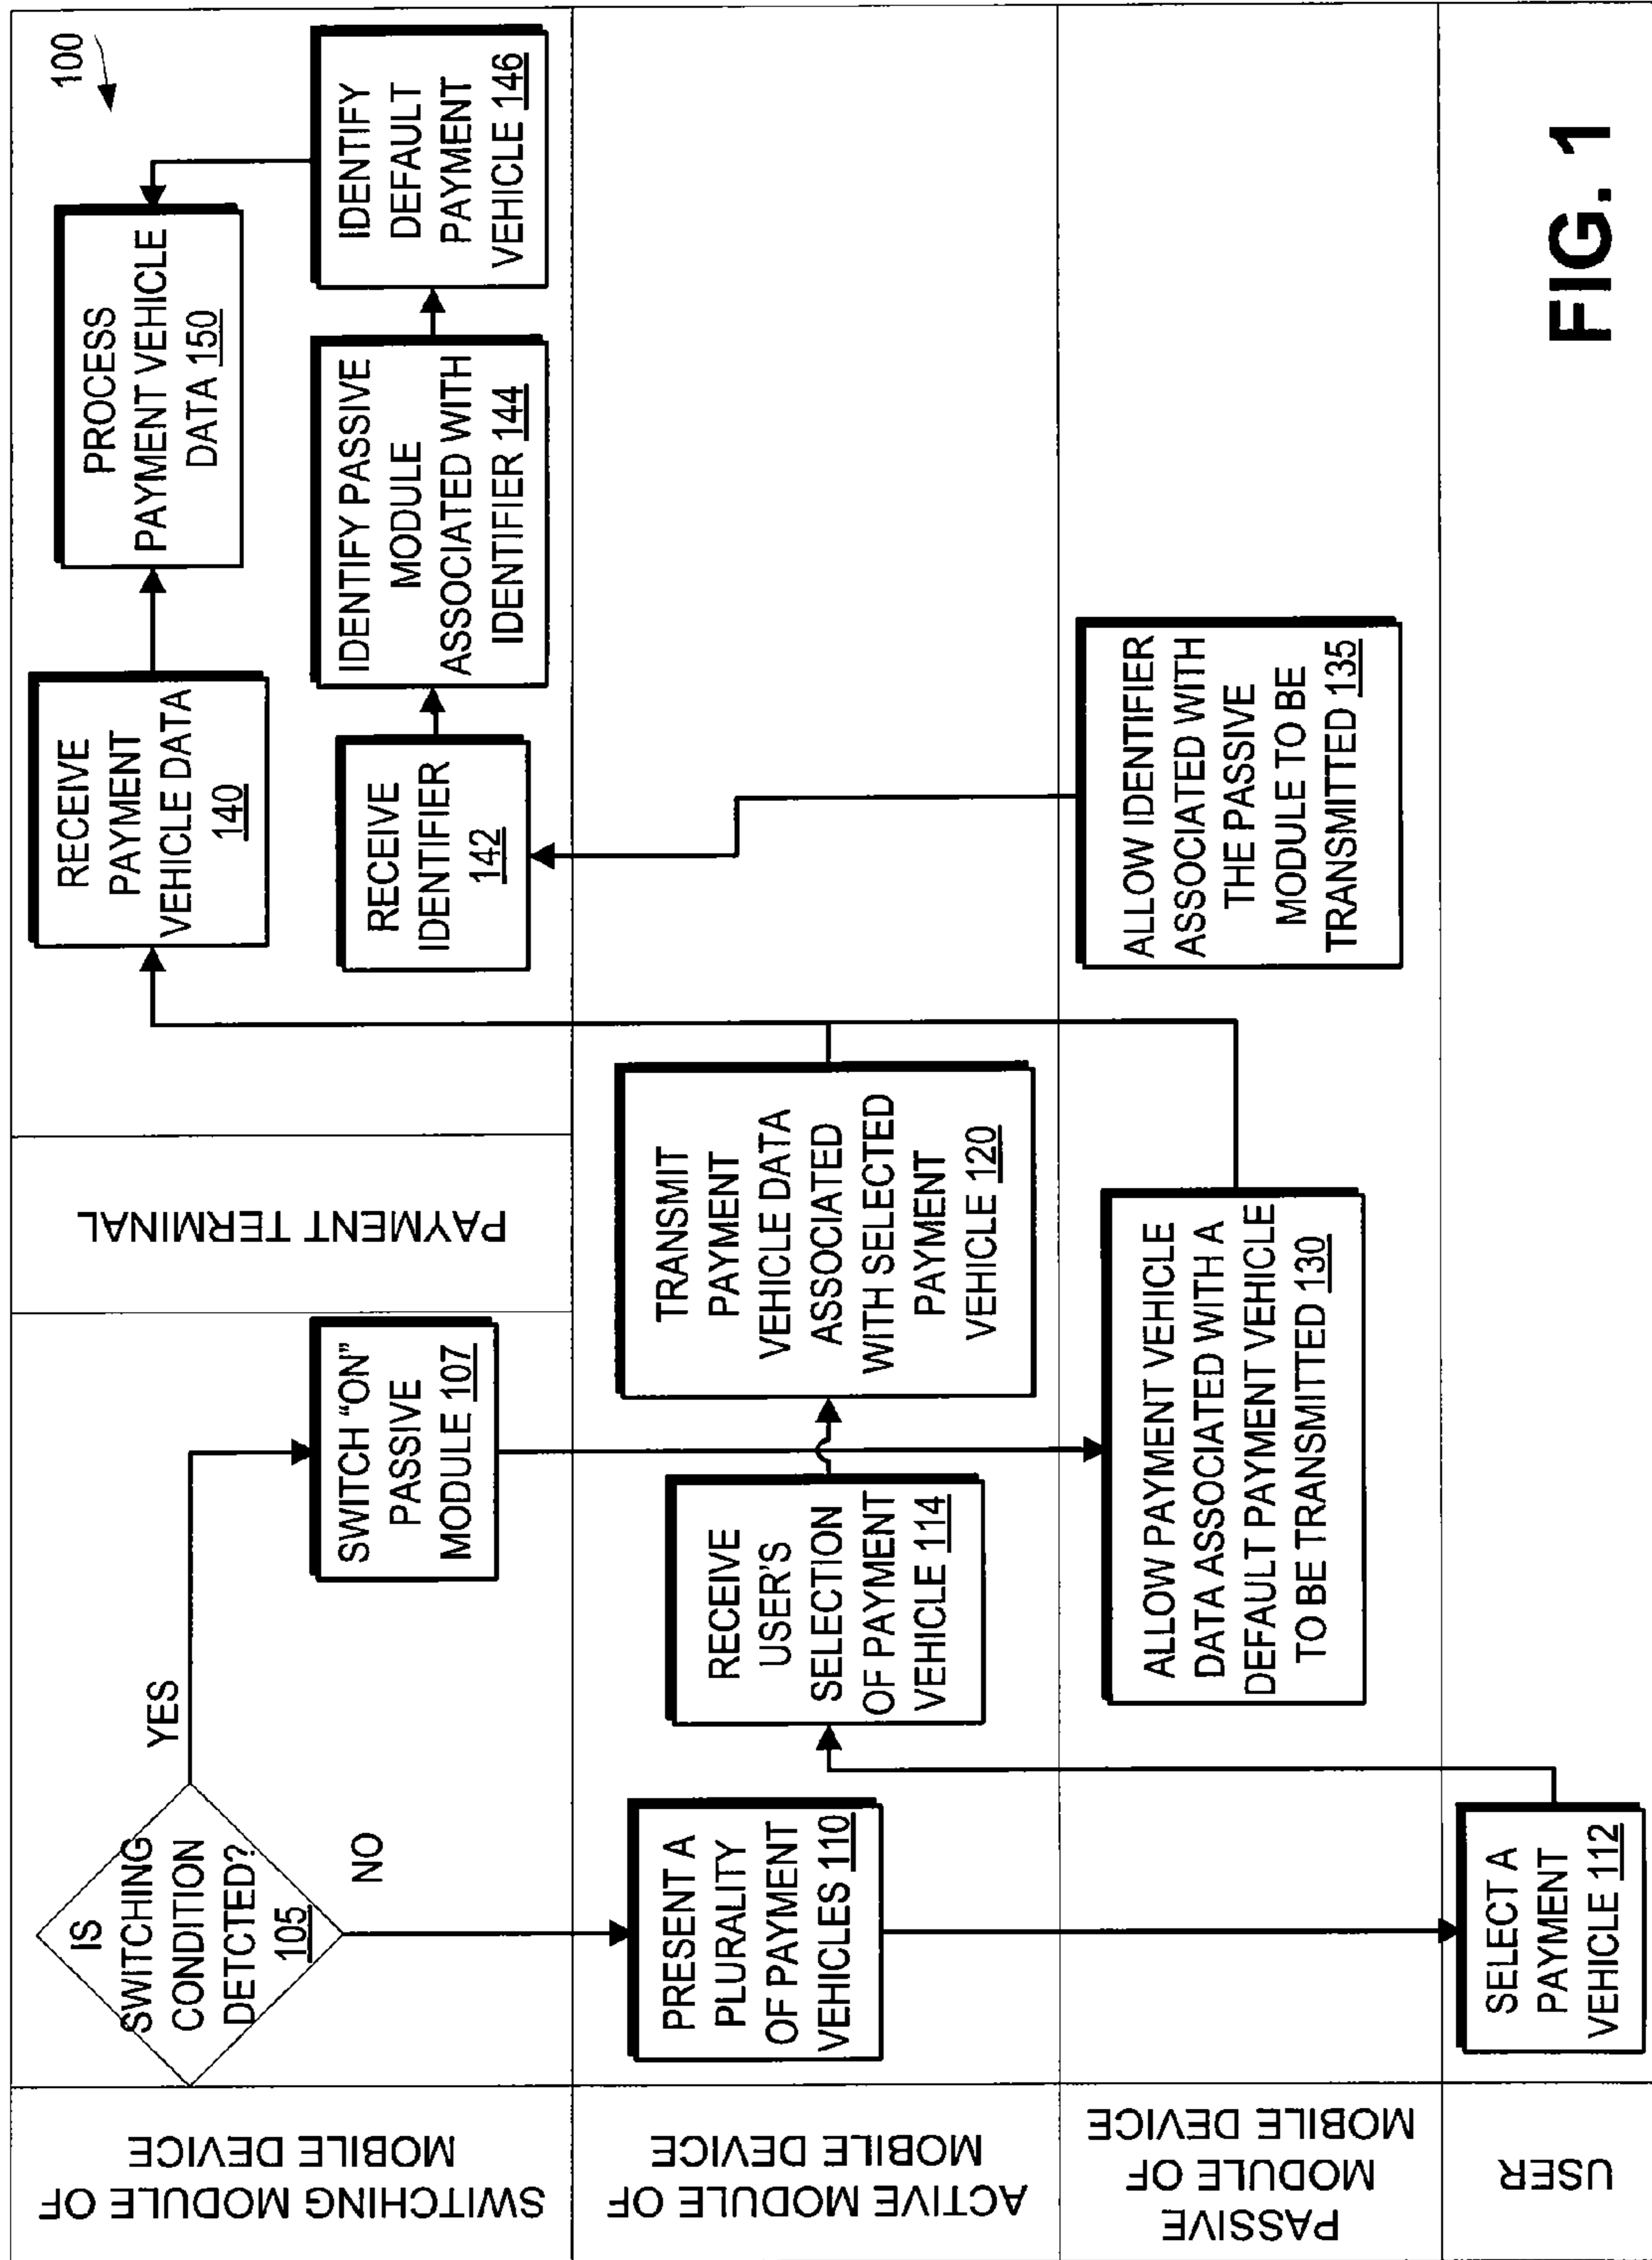 100
SWITCHING MODULE OF
MOBILE DEVICE
IS
SWITCHING
CONDITION
DETCTED?
105
YES
NO
SWITCH "ON"
PASSIVE
MODULE 107
PAYMENT TERMINAL
RECEIVE
PAYMENT
VEHICLE DATA
140
PROCESS
PAYMENT VEHICLE
DATA 150
RECEIVE
IDENTIFIER
142
IDENTIFY PASSIVE
MODULE
ASSOCIATED WITH
IDENTIFIER 144
IDENTIFY
DEFAULT
PAYMENT
VEHICLE 146
ACTIVE MODULE OF
MOBILE DEVICE
PRESENT A
PLURALITY
OF PAYMENT
VEHICLES 110
RECEIVE
USER'S
SELECTION
OF PAYMENT
VEHICLE 114
TRANSMIT
PAYMENT
VEHICLE DATA
ASSOCIATED
WITH SELECTED
PAYMENT
VEHICLE 120
PASSIVE
MODULE OF
MOBILE DEVICE
ALLOW PAYMENT VEHICLE
DATA ASSOCIATED WITH A
DEFAULT PAYMENT VEHICLE
TO BE TRANSMITTED 130
ALLOW IDENTIFIER
ASSOCIATED WITH
THE PASSIVE
MODULE TO BE
TRANSMITTED 135
USER
SELECT A
PAYMENT
VEHICLE 112
FIG. 1